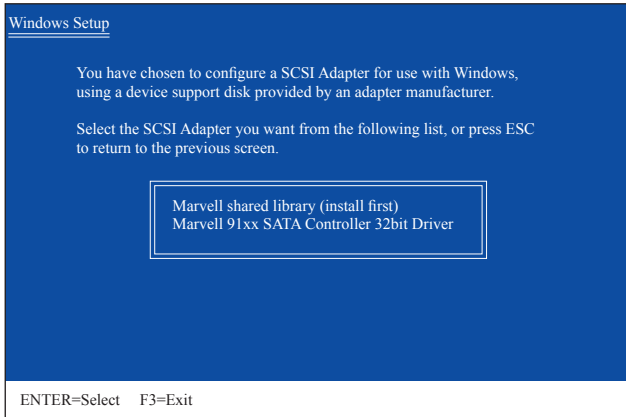 Windows Setup
You have chosen to configure a SCSI Adapter for use with Windows,
using a device support disk provided by an adapter manufacturer.
Select the SCSI Adapter you want from the following list, or press ESC
to return to the previous screen.
Marvell shared library (install first)
Marvell 91xx SATA Controller 32bit Driver
ENTER=Select F3=Exit